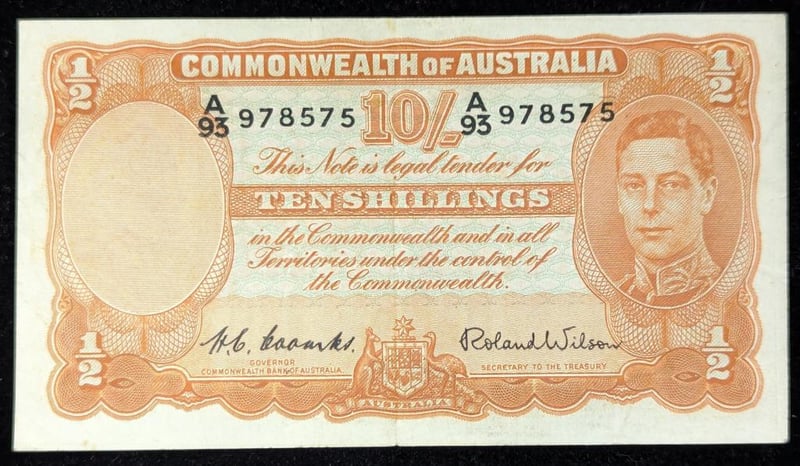 1/2 COMMONWEALTH OF AUSTRALIA 1/2
A/93 978575 10/- A/93 978575
This Note is legal tender for
TEN SHILLINGS
in the Commonwealth and in all
Territories under the control of
the Commonwealth.
H.C. Coombs. Roland Wilson
GOVERNOR
COMMONWEALTH BANK OF AUSTRALIA. SECRETARY TO THE TREASURY
1/2 AUSTRALIA 1/2